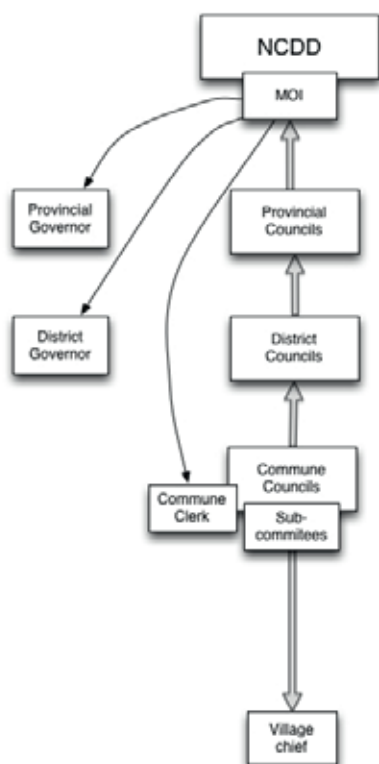 NCDD
MOI
Provincial
Governor
Provincial
Councils
District
Governor
District
Councils
Commune
Councils
Commune
Clerk
Sub-
commitees
Village
chief